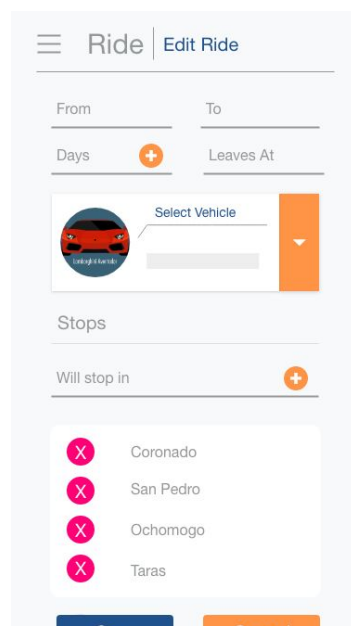 Ride Edit Ride
From To
Days Leaves At
Select Vehicle
Stops
Will stop in
X Coronado
X San Pedro
X Ochomogo
X Taras